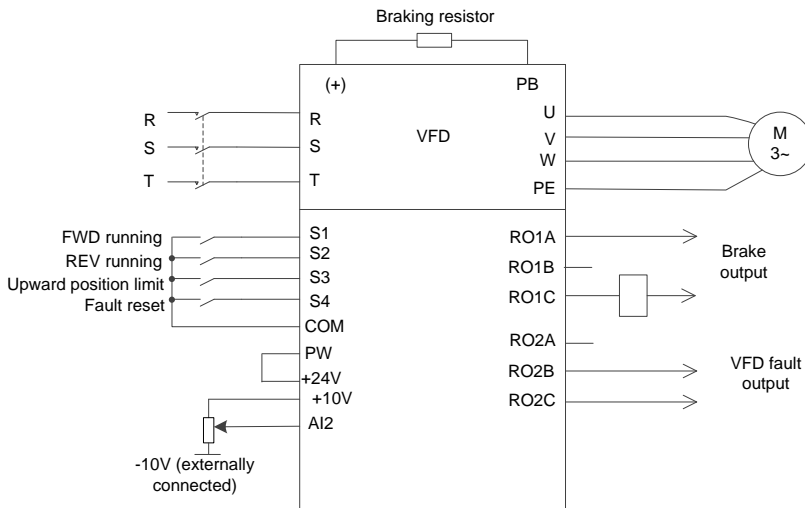 Braking resistor
(+)
PB
VFD
R
S
T
R
S
T
U
V
W
PE
M
3~
FWD running
REV running
Upward position limit
Fault reset
S1
S2
S3
S4
COM
PW
+24V
+10V
AI2
-10V (externally
connected)
RO1A
RO1B
RO1C
RO2A
RO2B
RO2C
Brake
output
VFD fault
output